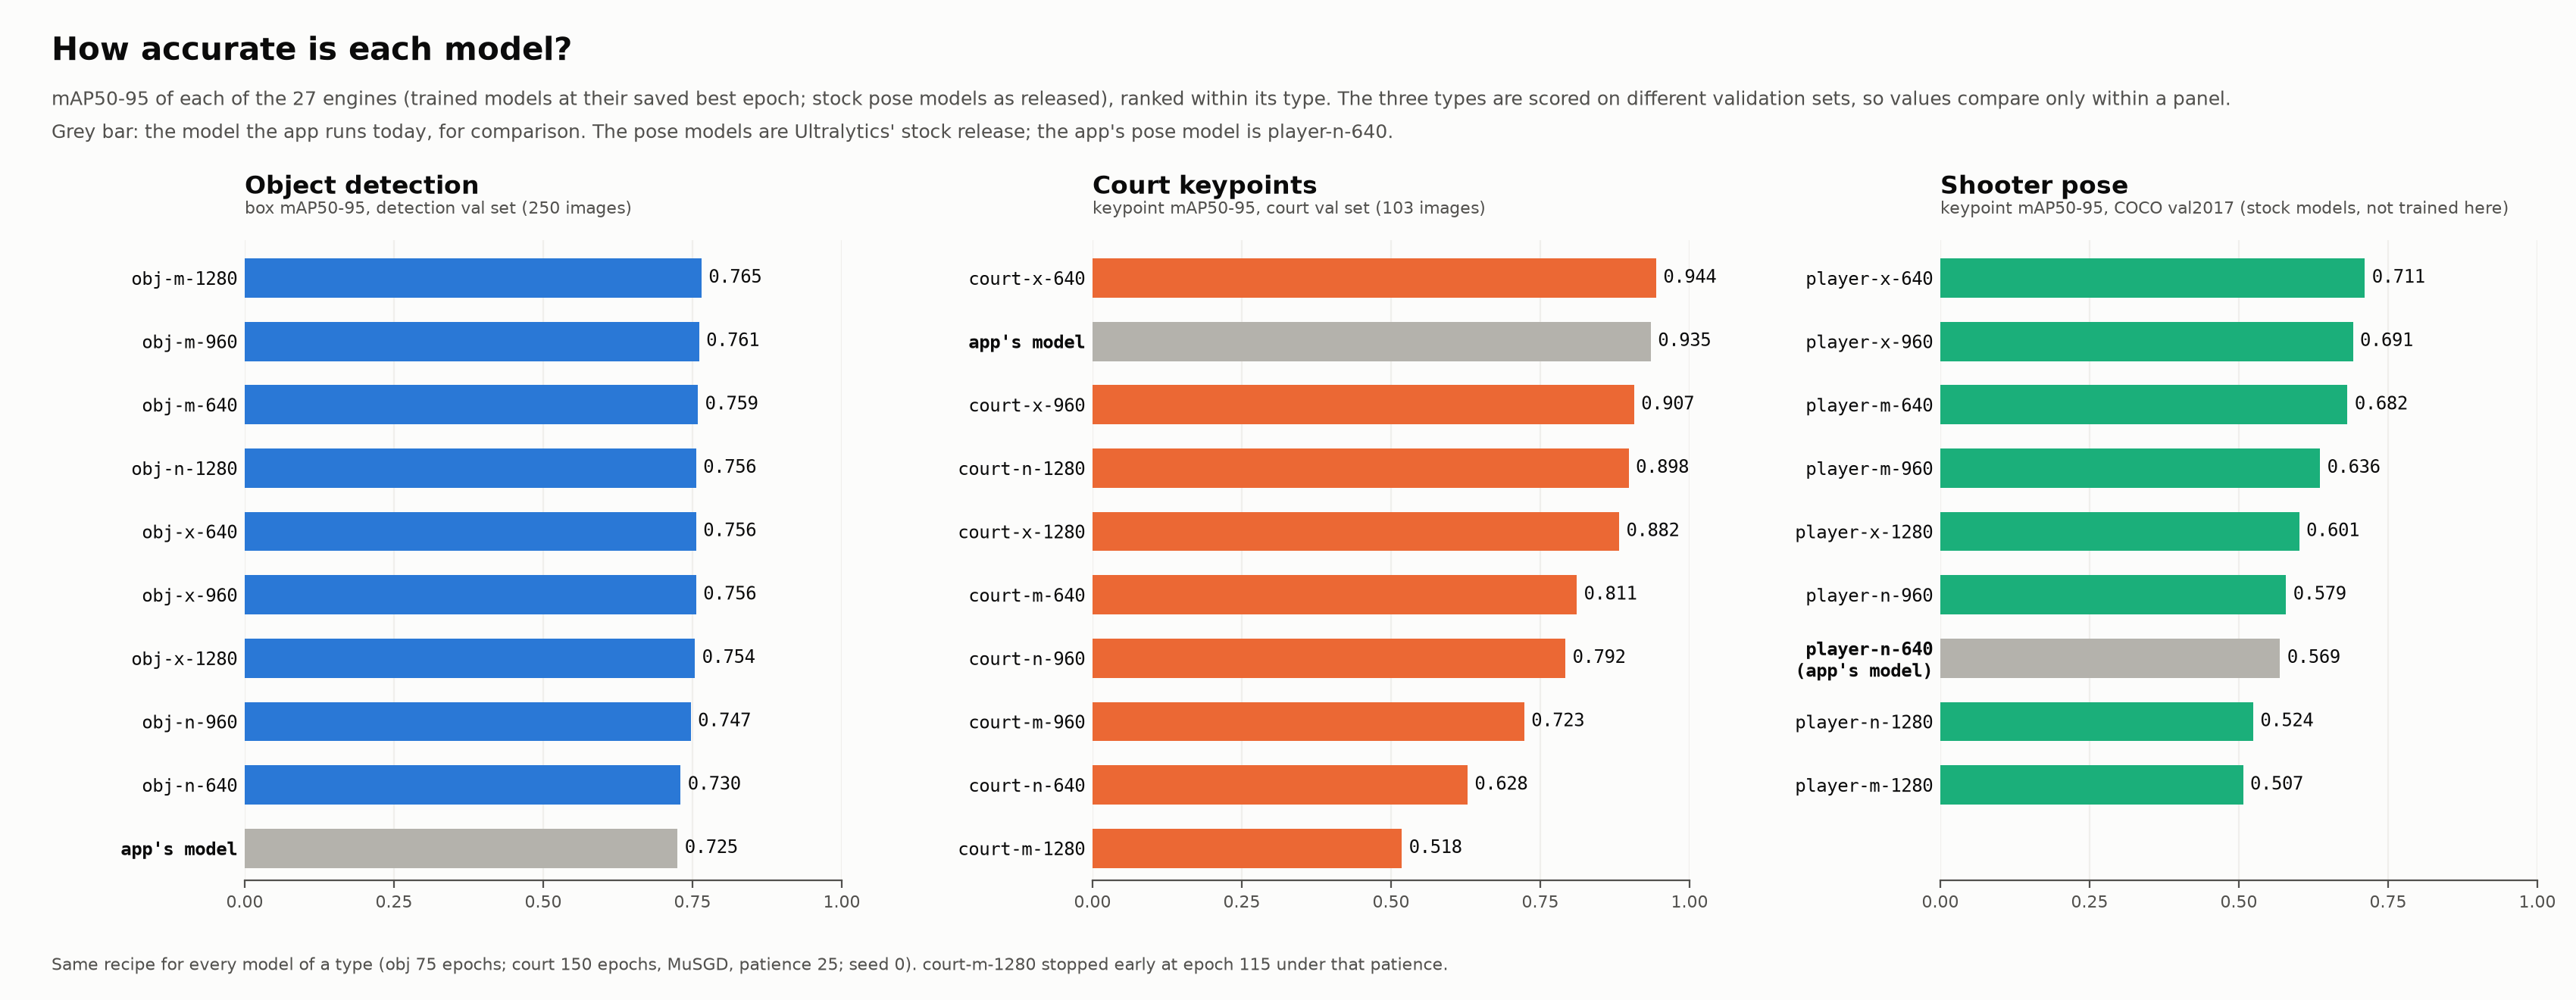 How accurate is each model?
mAP50-95 of each of the 27 engines (trained models at their saved best epoch; stock pose models as released), ranked within its type. The three types are scored on different validation sets, so values compare only within a panel.
Grey bar: the model the app runs today, for comparison. The pose models are Ultralytics' stock release; the app's pose model is player-n-640.
Object detection
box mAP50-95, detection val set (250 images)
obj-m-1280 0.765
obj-m-960 0.761
obj-m-640 0.759
obj-n-1280 0.756
obj-x-640 0.756
obj-x-960 0.756
obj-x-1280 0.754
obj-n-960 0.747
obj-n-640 0.730
app's model 0.725
0.00 0.25 0.50 0.75 1.00
Court keypoints
keypoint mAP50-95, court val set (103 images)
court-x-640 0.944
app's model 0.935
court-x-960 0.907
court-n-1280 0.898
court-x-1280 0.882
court-m-640 0.811
court-n-960 0.792
court-m-960 0.723
court-n-640 0.628
court-m-1280 0.518
0.00 0.25 0.50 0.75 1.00
Shooter pose
keypoint mAP50-95, COCO val2017 (stock models, not trained here)
player-x-640 0.711
player-x-960 0.691
player-m-640 0.682
player-m-960 0.636
player-x-1280 0.601
player-n-960 0.579
player-n-640
(app's model) 0.569
player-n-1280 0.524
player-m-1280 0.507
0.00 0.25 0.50 0.75 1.00
Same recipe for every model of a type (obj 75 epochs; court 150 epochs, MuSGD, patience 25; seed 0). court-m-1280 stopped early at epoch 115 under that patience.